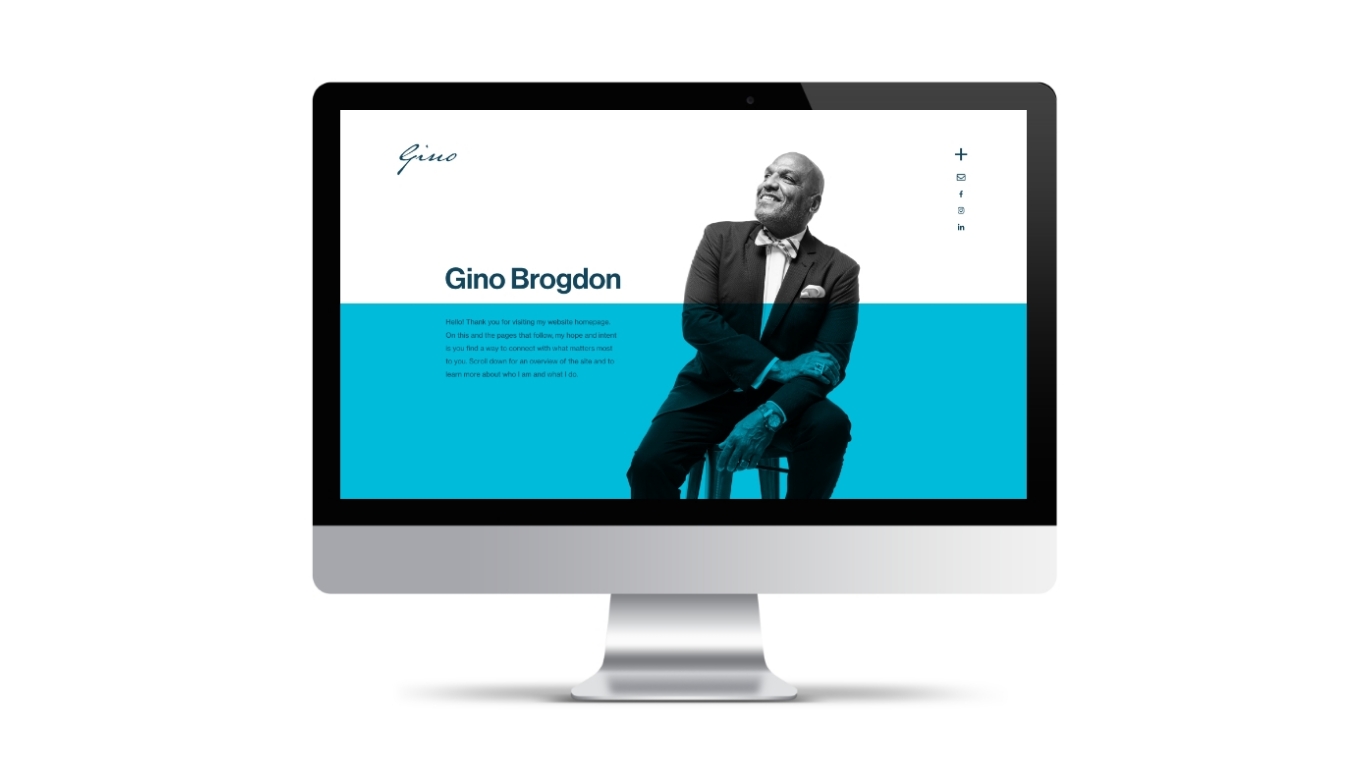 Gino
Gino Brogdon
Hello! Thank you for visiting my website homepage.
On this and the pages that follow, my hope and intent
is you find a way to connect with what matters most
to you. Scroll down for an overview of the site and to
learn more about who I am and what I do.